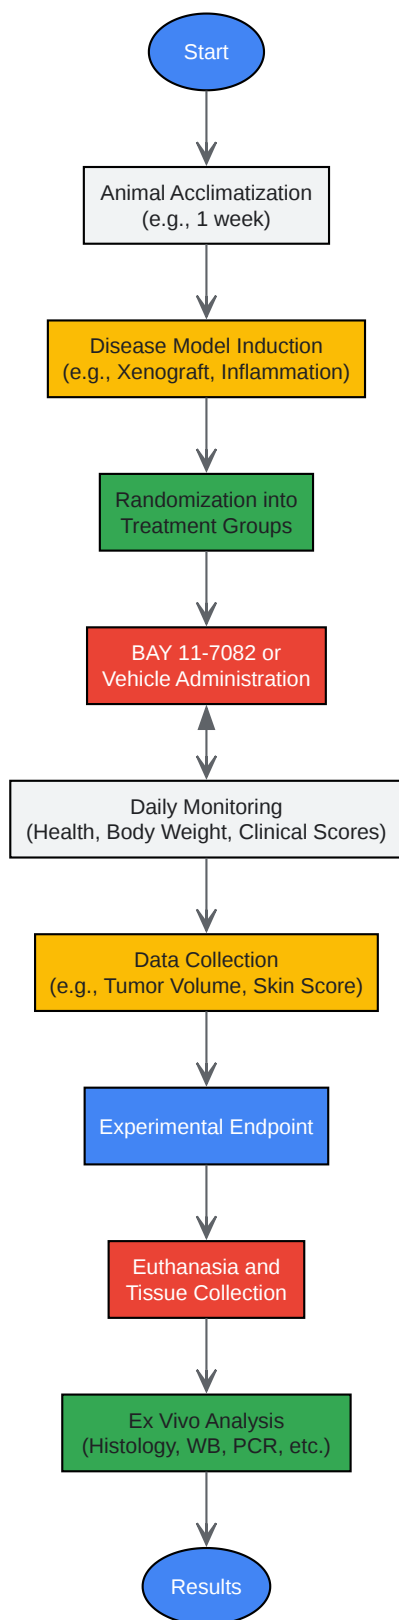 Start
Animal Acclimatization
(e.g., 1 week)
Disease Model Induction
(e.g., Xenograft, Inflammation)
Randomization into
Treatment Groups
BAY 11-7082 or
Vehicle Administration
Daily Monitoring
(Health, Body Weight, Clinical Scores)
Data Collection
(e.g., Tumor Volume, Skin Score)
Experimental Endpoint
Euthanasia and
Tissue Collection
Ex Vivo Analysis
(Histology, WB, PCR, etc.)
Results